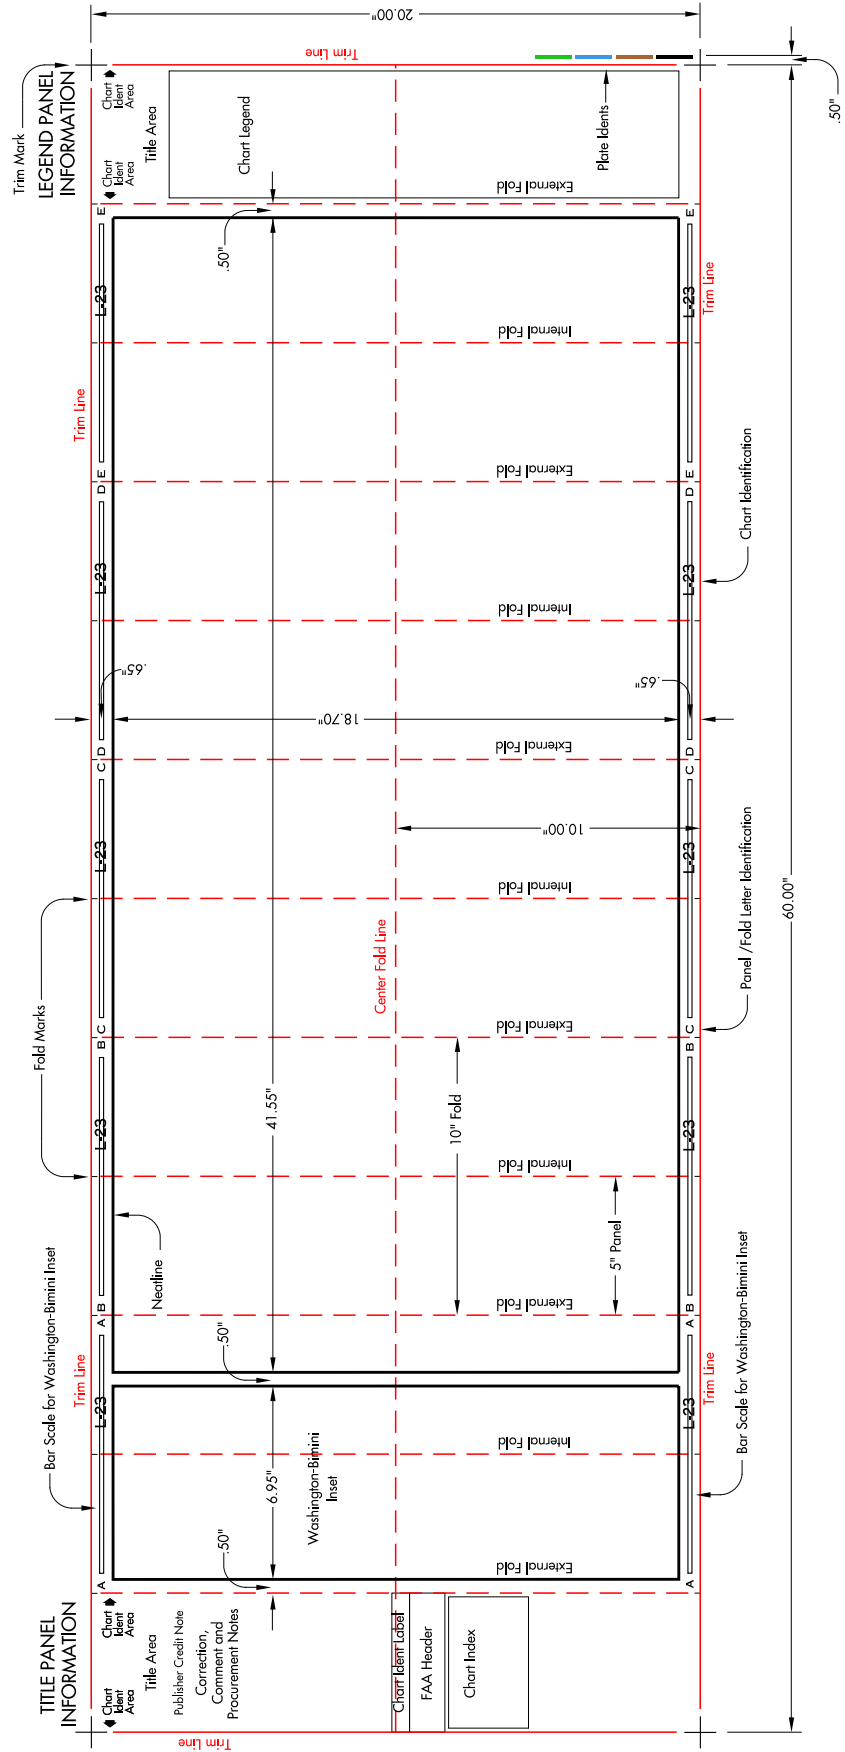 20.00"
Trim Line
Trim Mark
LEGEND PANEL
INFORMATION
Chart
Ident
Area
Chart
Ident
Area
Title Area
Chart Legend
Plate Idents
.50"
External Fold
E
E
.50"
L-23
L-23
Trim Line
Internal Fold
Trim Line
External Fold
E
D
E
D
Chart Identification
L-23
L-23
Internal Fold
.65"
.65"
18.70"
External Fold
D
C
D
C
10.00"
L-23
L-23
Internal Fold
Panel /Fold Letter Identification
60.00"
Center Fold Line
Fold Marks
External Fold
C
B
C
B
41.55"
10" Fold
L-23
L-23
Internal Fold
5" Panel
Neatline
External Fold
B
A
B
A
.50"
Bar Scale for Washington-Bimini Inset
Trim Line
Trim Line
Bar Scale for Washington-Bimini Inset
L-23
L-23
Internal Fold
6.95"
Washington-Bimini
Inset
.50"
External Fold
A
A
TITLE PANEL
INFORMATION
Chart
Ident
Area
Chart
Ident
Area
Title Area
Publisher Credit Note
Correction,
Comment and
Procurement Notes
Chart Ident Label
FAA Header
Chart Index
Trim Line